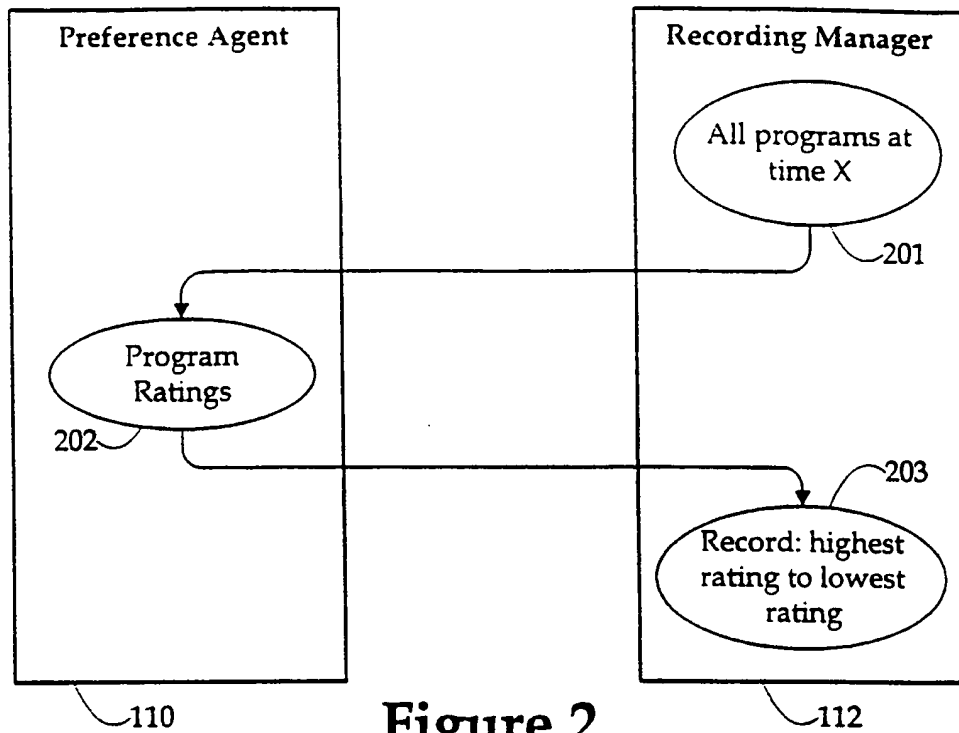 Preference Agent
Recording Manager
All programs at
time X
201
Program
Ratings
202
203
Record: highest
rating to lowest
rating
110
112
Figure 2